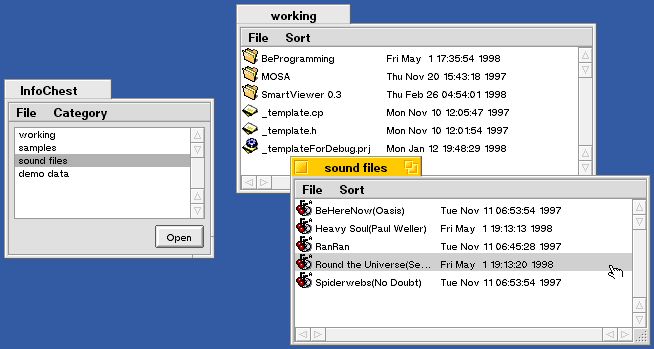 working
File Sort
BeProgramming Fri May 1 17:35:54 1998
MOSA Thu Nov 20 15:43:18 1997
SmartViewer 0.3 Thu Feb 26 04:54:01 1998
_template.cp Mon Nov 10 12:05:47 1997
_template.h Mon Nov 10 12:01:54 1997
_templateForDebug.prj Mon Jan 12 19:48:29 1998
InfoChest
File Category
working
samples
sound files
demo data
Open
sound files
File Sort
BeHereNow(Oasis) Tue Nov 11 06:53:54 1997
Heavy Soul(Paul Weller) Fri May 1 19:13:13 1998
RanRan Tue Nov 11 06:45:28 1997
Round the Universe(Se... Fri May 1 19:13:20 1998
Spiderwebs(No Doubt) Tue Nov 11 06:53:54 1997